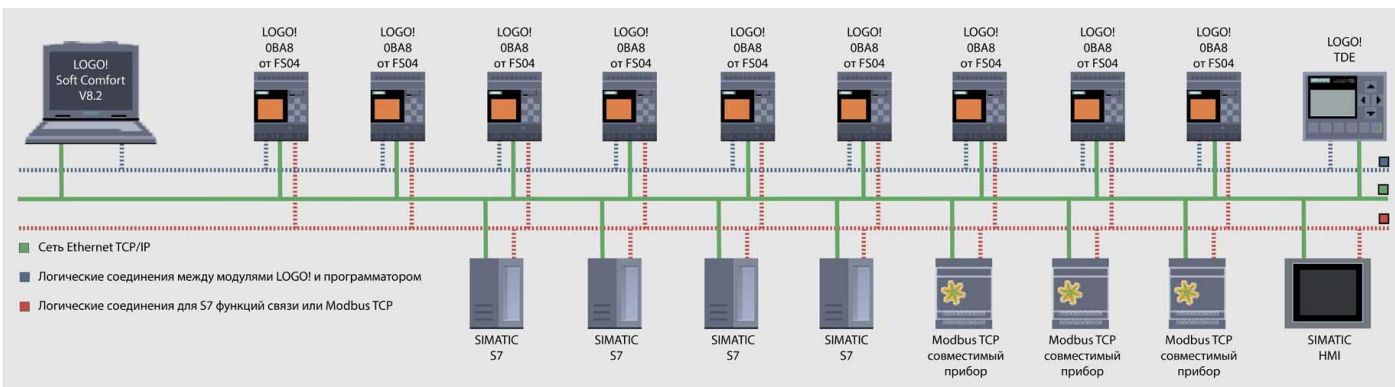 LOGO!
Soft Comfort
V8.2
LOGO!
0BA8
от FS04
LOGO!
0BA8
от FS04
LOGO!
0BA8
от FS04
LOGO!
0BA8
от FS04
LOGO!
0BA8
от FS04
LOGO!
0BA8
от FS04
LOGO!
0BA8
от FS04
LOGO!
0BA8
от FS04
LOGO!
0BA8
от FS04
LOGO!
TDE
Сеть Ethernet TCP/IP
Логические соединения между модулями LOGO! и программатором
Логические соединения для S7 функций связи или Modbus TCP
SIMATIC
S7
SIMATIC
S7
SIMATIC
S7
SIMATIC
S7
Modbus TCP
совместимый
прибор
Modbus TCP
совместимый
прибор
Modbus TCP
совместимый
прибор
SIMATIC
HMI